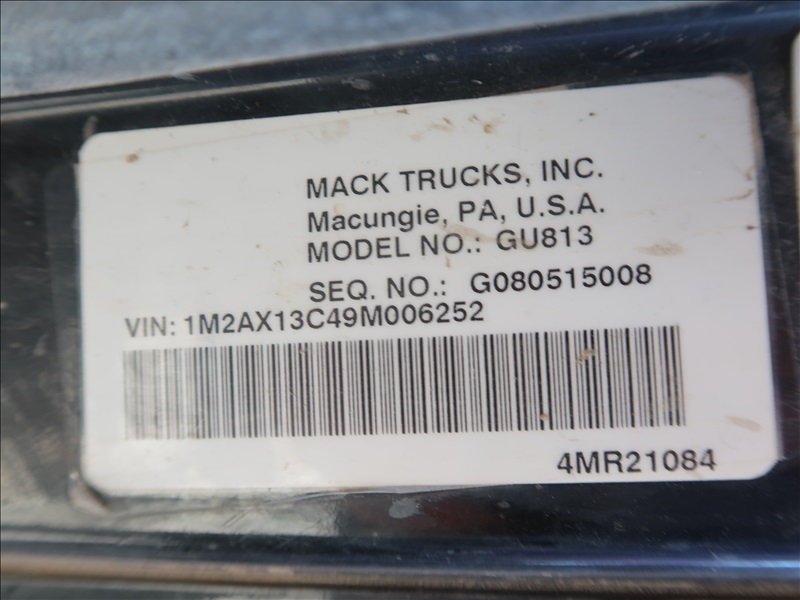 MACK TRUCKS, INC.
Macungie, PA, U.S.A.
MODEL NO.: GU813
SEQ. NO.: G080515008
VIN: 1M2AX13C49M006252
4MR21084